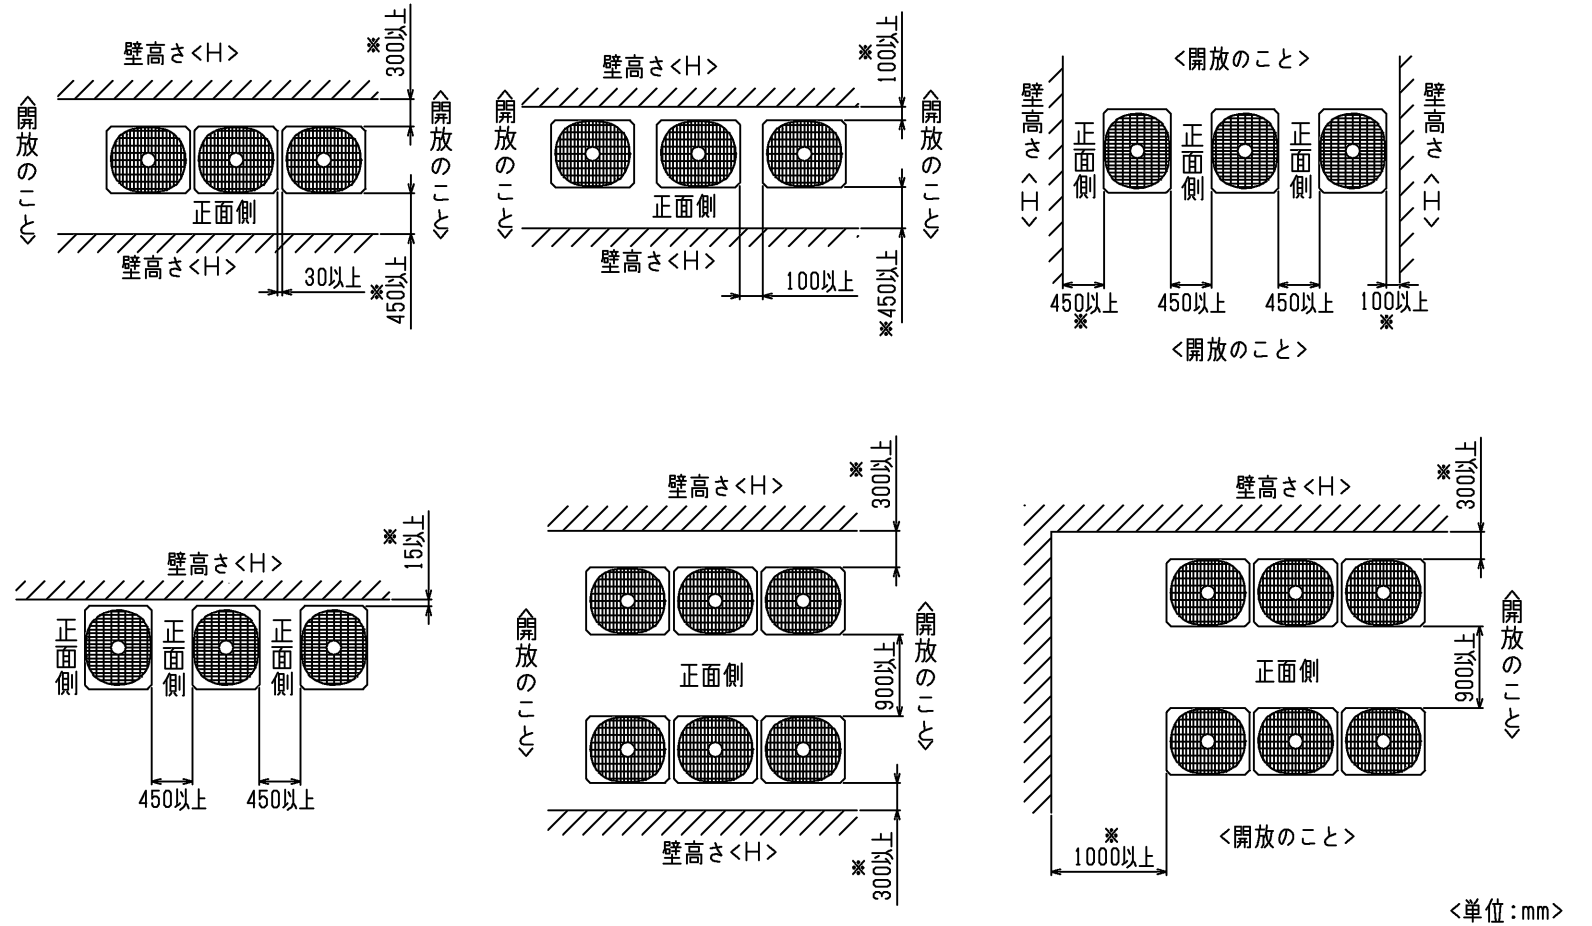 壁高さ<H>
※
300以上
<開放のこと>
<開放のこと>
正面側
壁高さ<H>
30以上
※
450以上
壁高さ<H>
※
100以上
<開放のこと>
<開放のこと>
正面側
壁高さ<H>
100以上
※450以上
<開放のこと>
壁高さ<H>
正面側
正面側
正面側
壁高さ<H>
450以上
※
450以上
450以上
100以上
※
<開放のこと>
壁高さ<H>
※
15以上
正面側
正面側
正面側
450以上
450以上
壁高さ<H>
※
300以上
<開放のこと>
正面側
900以上
<開放のこと>
壁高さ<H>
※
300以上
壁高さ<H>
※
300以上
正面側
900以上
<開放のこと>
※
1000以上
<開放のこと>
<単位:mm>